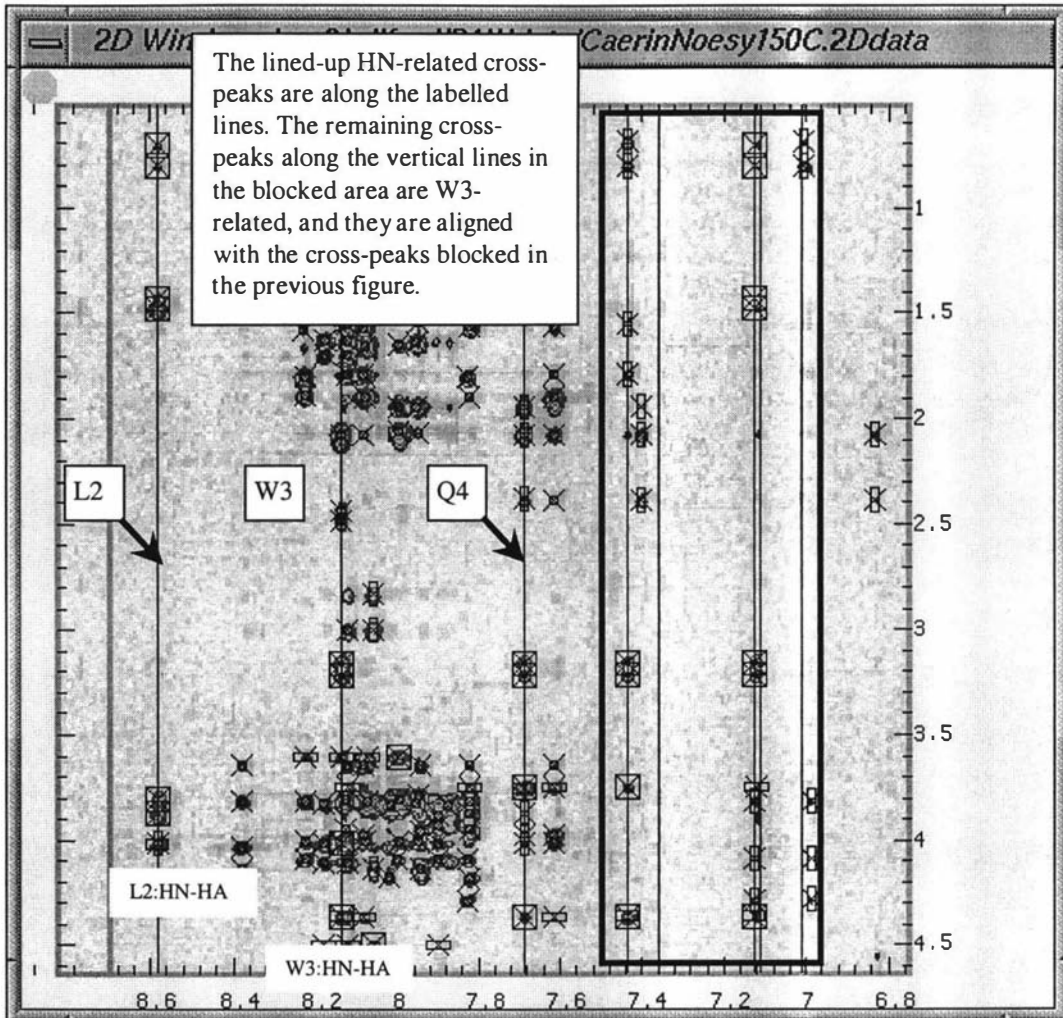 2D Win
CaerinNoesy150C.2Ddata
The lined-up HN-related cross-
peaks are along the labelled
lines. The remaining cross-
peaks along the vertical lines in
the blocked area are W3-
related, and they are aligned
with the cross-peaks blocked in
the previous figure.
1
1.5
2
L2
W3
Q4
2.5
3
3.5
4
L2:HN-HA
4.5
W3:HN-HA
8.6 8.4 8.2 8 7.8 7.6 7.4 7.2 7 6.8